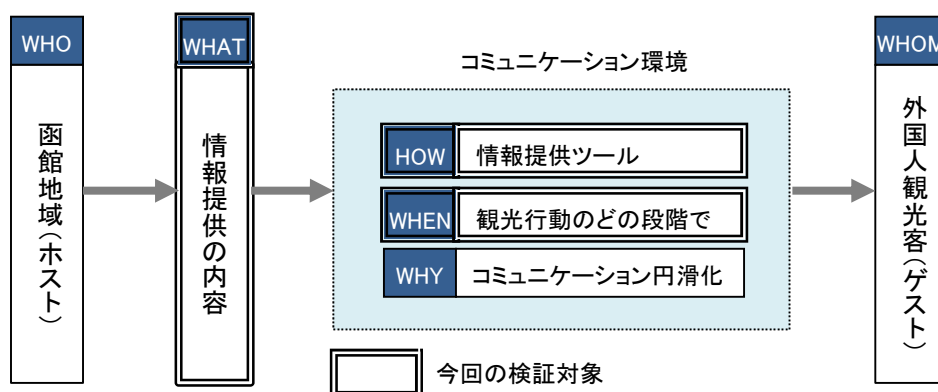 WHO
函館地域（ホスト）
WHAT
情報提供の内容
コミュニケーション環境
HOW 情報提供ツール
WHEN 観光行動のどの段階で
WHY コミュニケーション円滑化
WHOM
外国人観光客（ゲスト）
今回の検証対象